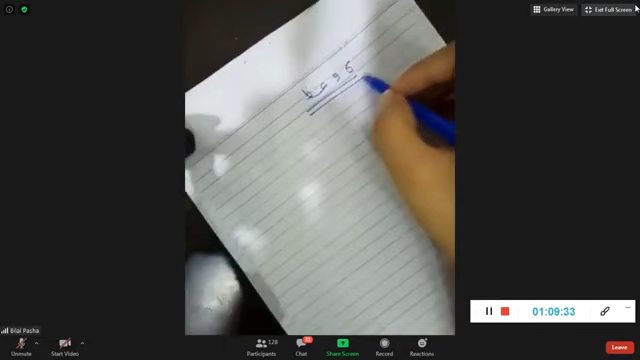 Gallery View
Exit Full Screen
01:09:33
Bilal Pasha
Unmute
Start Video
128
Participants
Chat
Share Screen
Record
Reactions
Leave